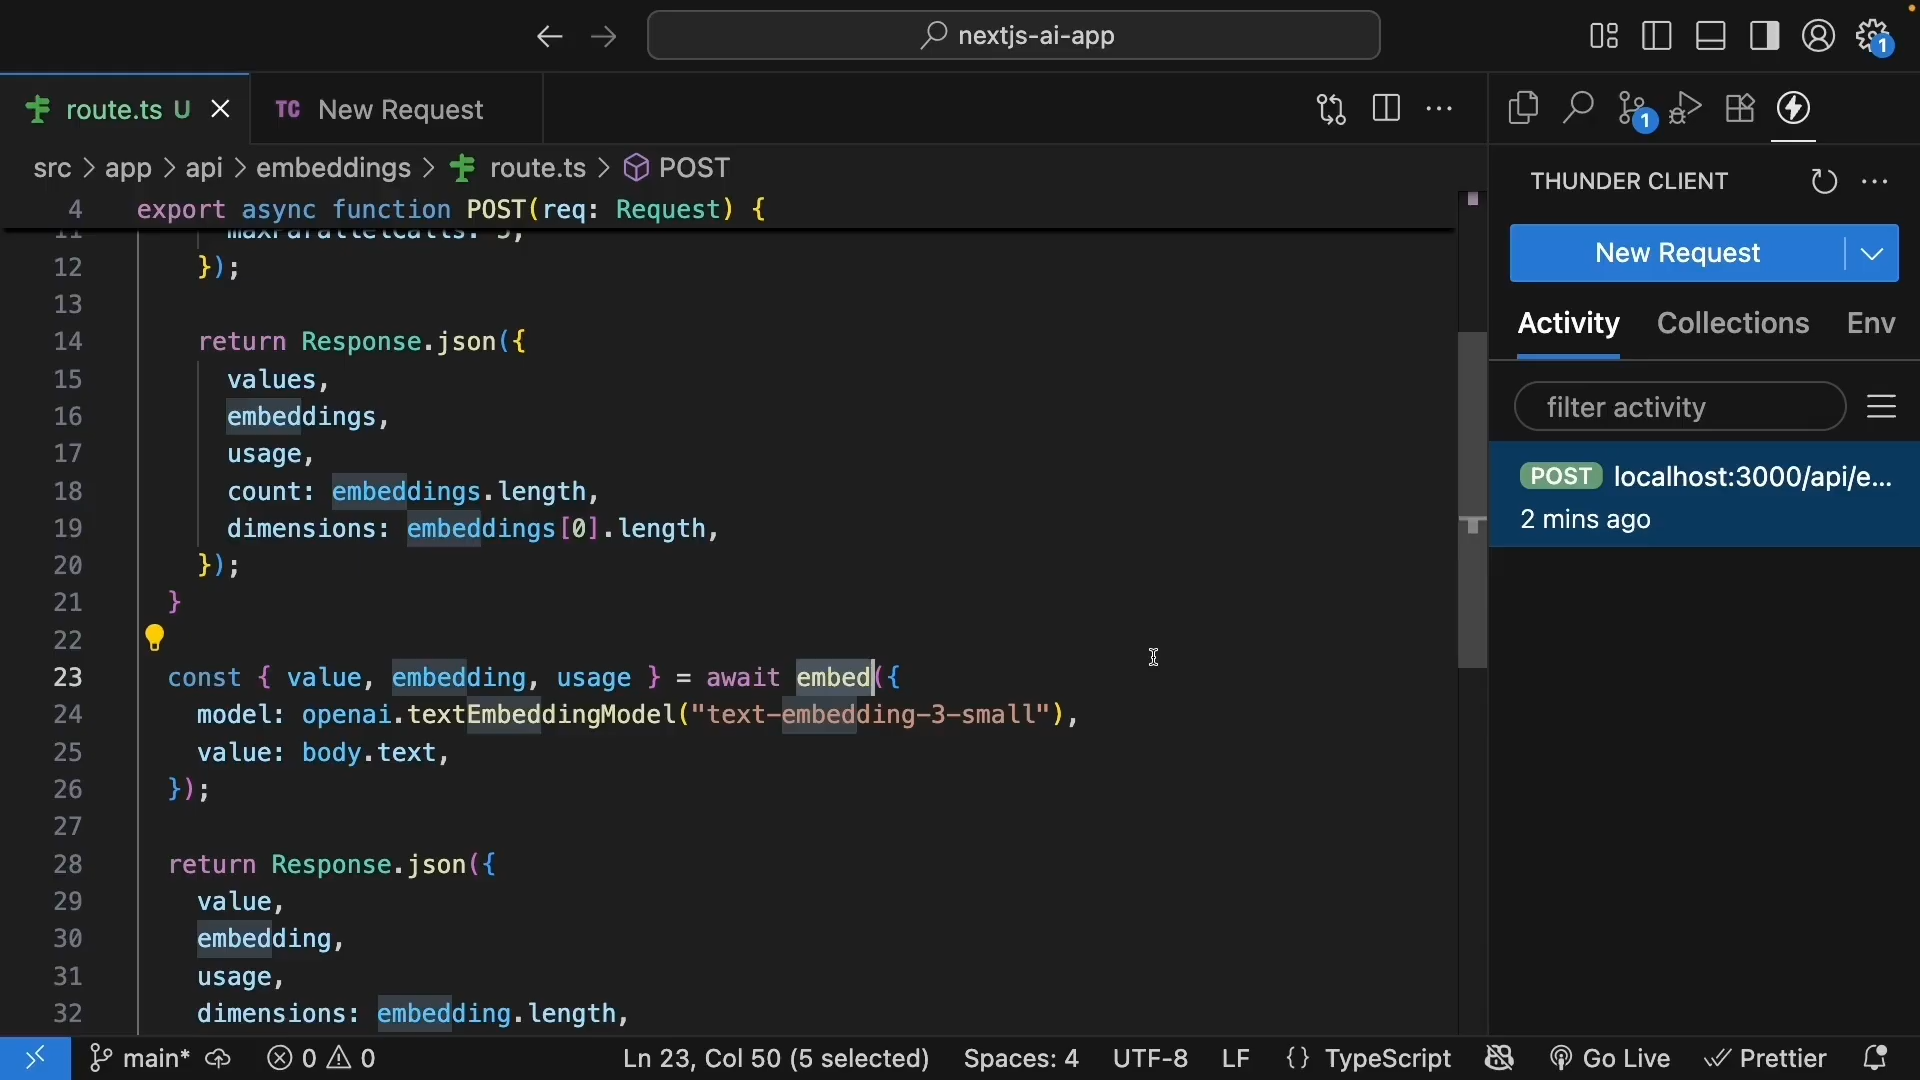 nextjs-ai-app
1
route.ts U
TC New Request
1
src > app > api > embeddings > route.ts > POST
THUNDER CLIENT
4 export async function POST(req: Request) {
11 maxParallelCalls: 5,
12 });
13
14 return Response.json({
15 values,
16 embeddings,
17 usage,
18 count: embeddings.length,
19 dimensions: embeddings[0].length,
20 });
21 }
22
23 const { value, embedding, usage } = await embed({
24 model: openai.textEmbeddingModel("text-embedding-3-small"),
25 value: body.text,
26 });
27
28 return Response.json({
29 value,
30 embedding,
31 usage,
32 dimensions: embedding.length,
New Request
Activity Collections Env
filter activity
POST localhost:3000/api/e...
2 mins ago
main* 0 0 Ln 23, Col 50 (5 selected) Spaces: 4 UTF-8 LF {} TypeScript Go Live Prettier